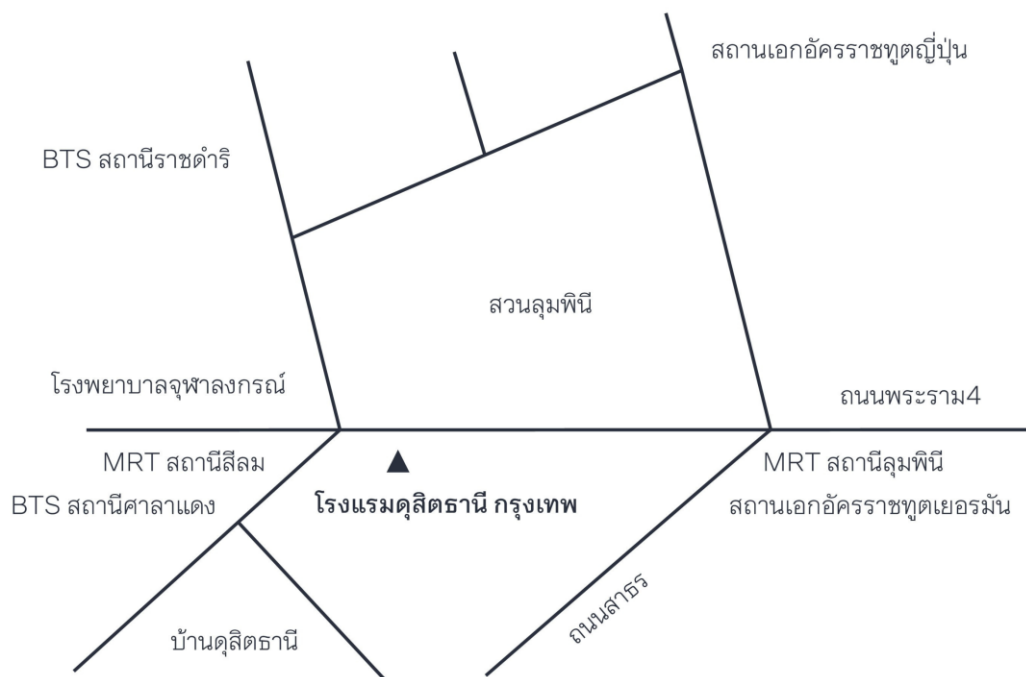 สถานเอกอัครราชทูตญี่ปุ่น
BTS สถานีราชดำริ
สวนลุมพินี
โรงพยาบาลจุฬาลงกรณ์
ถนนพระราม4
MRT สถานีสีลม
MRT สถานีลุมพินี
BTS สถานีศาลาแดง
โรงแรมดุสิตธานี กรุงเทพ
สถานเอกอัครราชทูตเยอรมัน
ถนนสาธร
บ้านดุสิตธานี